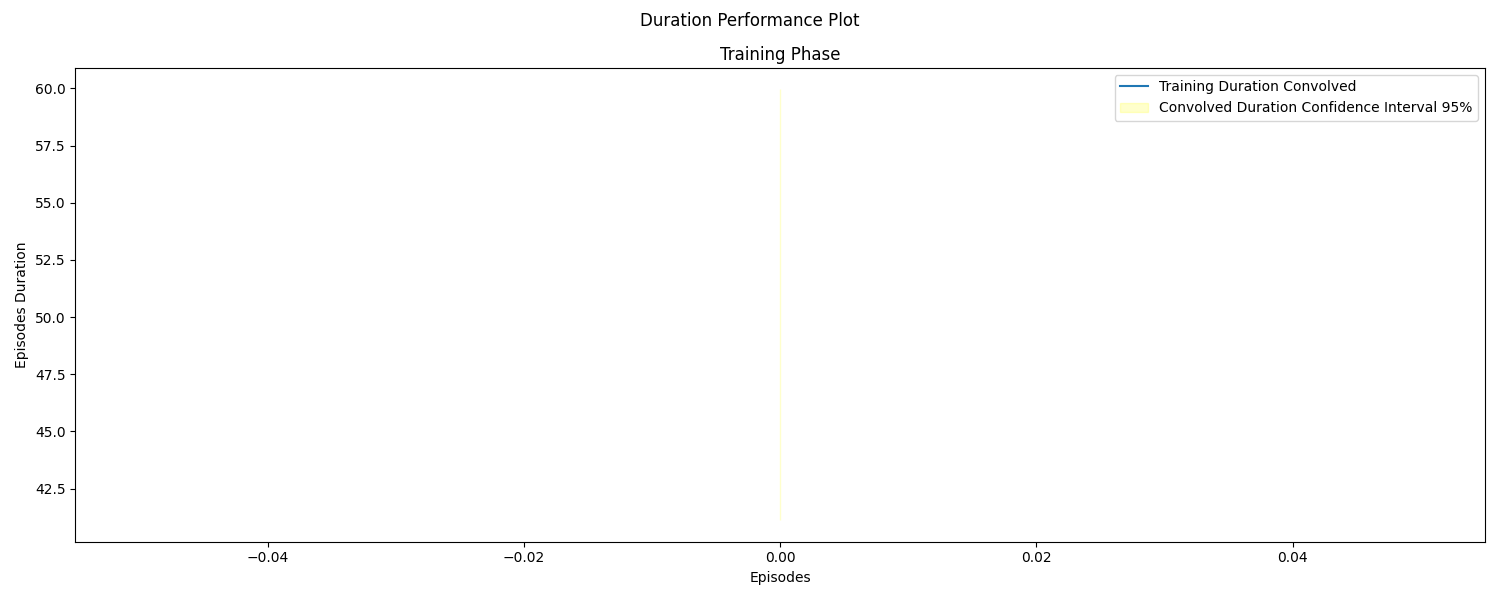 Duration Performance Plot
Training Phase
Training Duration Convolved
Convolved Duration Confidence Interval 95%
Episodes Duration
60.0
57.5
55.0
52.5
50.0
47.5
45.0
42.5
−0.04
−0.02
0.00
0.02
0.04
Episodes